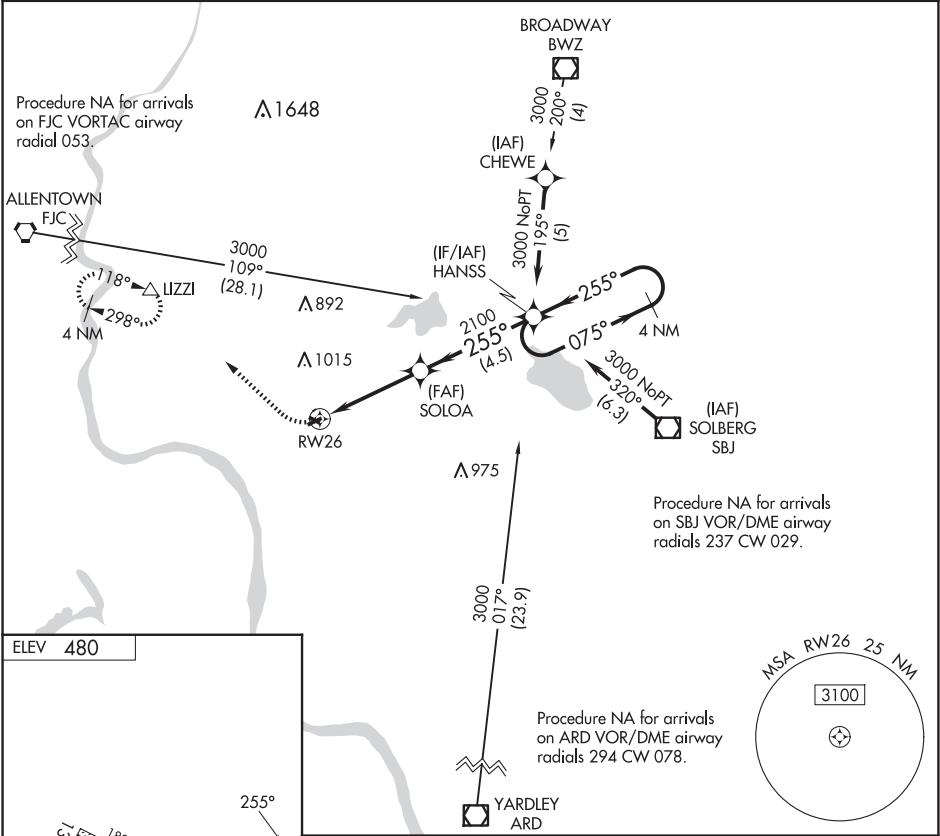 BROADWAY
BWZ
Procedure NA for arrivals
on FJC VORTAC airway
radial 053.
1648
3000
200°
(4)
(IAF)
CHEWE
ALLENTOWN
FJC
3000 NoPT
195°
(5)
3000
109°
(28.1)
(IF/IAF)
HANSS
118°
LIZZI
298°
4 NM
892
255°
075°
4 NM
2100
255°
(4.5)
1015
(FAF)
SOLOA
RW26
3000 NoPT
320°
(6.3)
(IAF)
SOLBERG
SBJ
975
Procedure NA for arrivals
on SBJ VOR/DME airway
radials 237 CW 029.
3000
017°
(23.9)
ELEV 480
MSA RW26 25 NM
3100
Procedure NA for arrivals
on ARD VOR/DME airway
radials 294 CW 078.
YARDLEY
ARD
255°